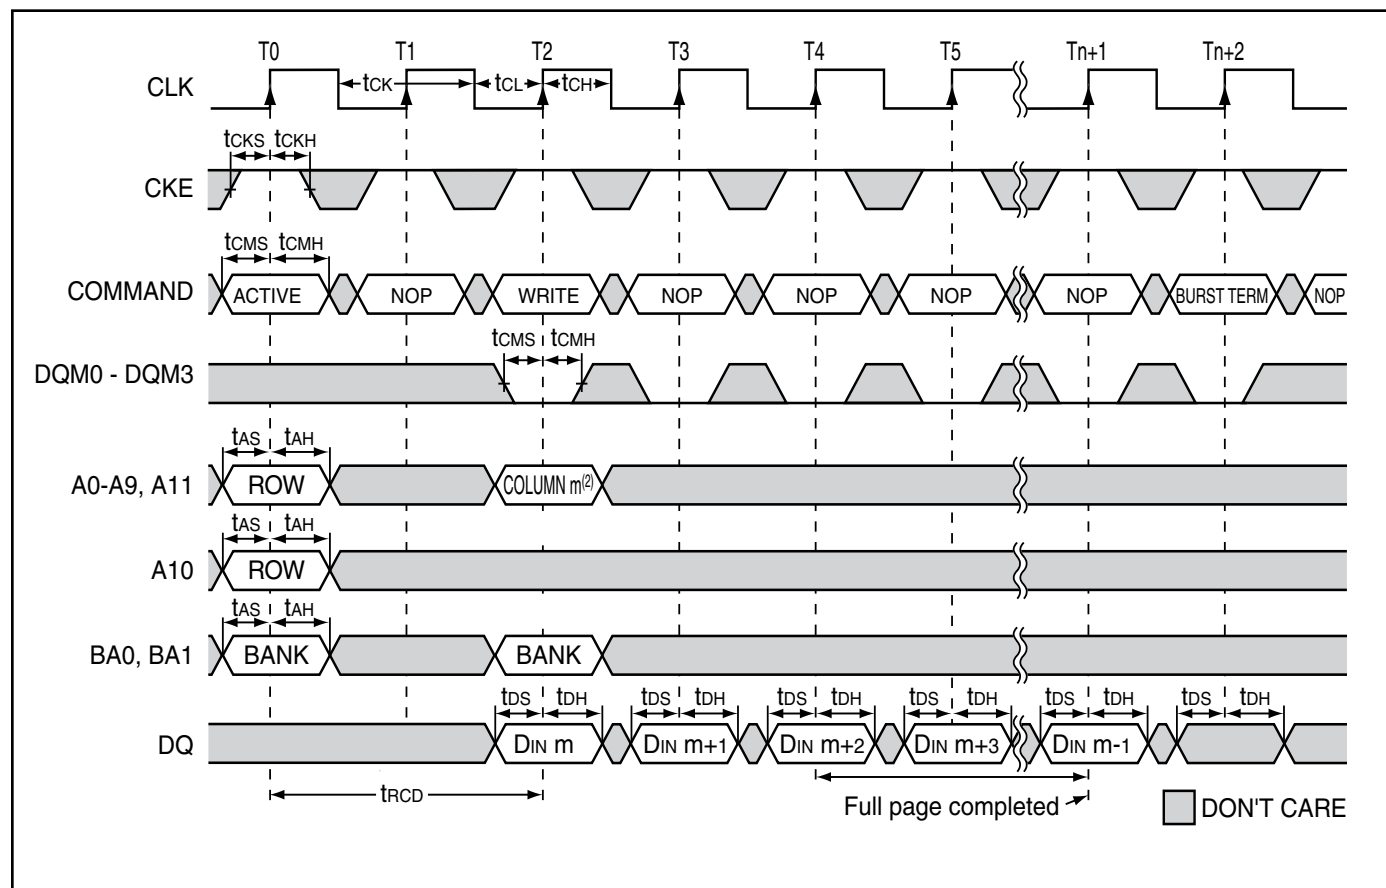 T0 T1 T2 T3 T4 T5 Tn+1 Tn+2
CLK tCK tCL tCH
tCKS tCKH
CKE
tCMS tCMH
COMMAND ACTIVE NOP WRITE NOP NOP NOP NOP BURST TERM NOP
tCMS tCMH
DQM0 - DQM3
tAS tAH
A0-A9, A11 ROW COLUMN m(2)
tAS tAH
A10 ROW
tAS tAH
BA0, BA1 BANK BANK
tDS tDH tDS tDH tDS tDH tDS tDH tDS tDH tDS tDH
DQ DIN m DIN m+1 DIN m+2 DIN m+3 DIN m-1
tRCD
Full page completed
DON'T CARE